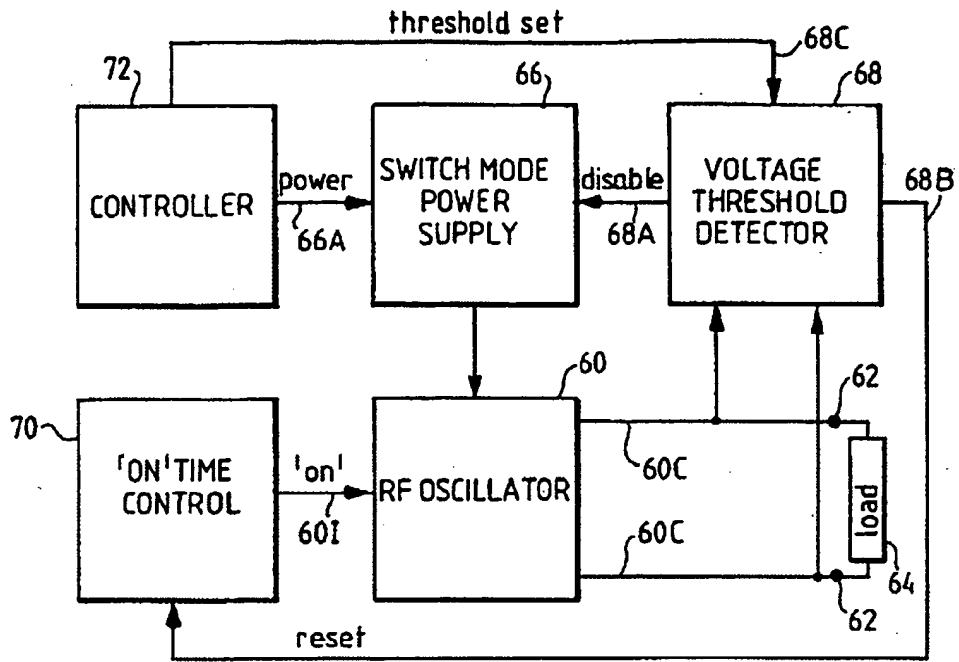 threshold set
68C
72
66
68
CONTROLLER
power
66A
SWITCH MODE
POWER
SUPPLY
disable
68A
VOLTAGE
THRESHOLD
DETECTOR
68B
60
62
70
'ON' TIME
CONTROL
'on'
60I
RF OSCILLATOR
60C
60C
load
64
62
reset